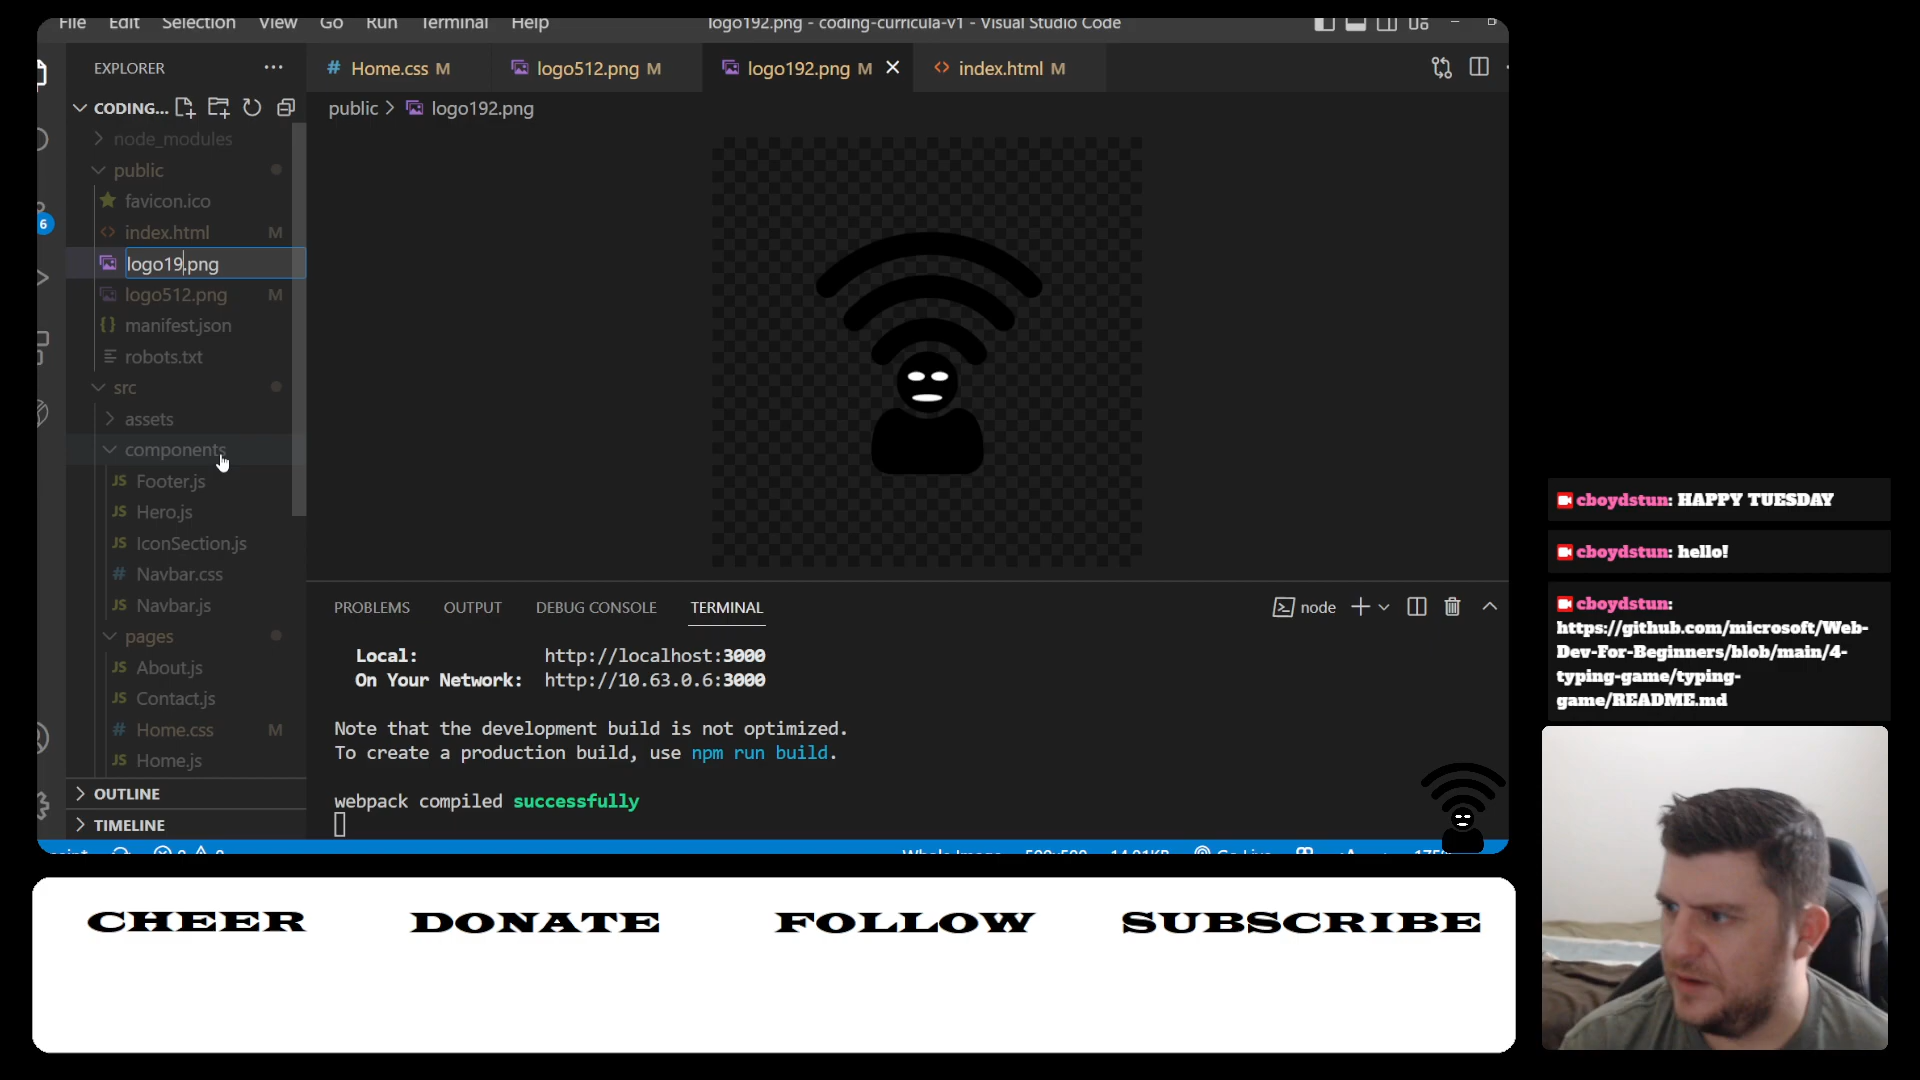 File Edit Selection View Go Run Terminal Help
logo192.png - coding-curricula-v1 - Visual Studio Code
EXPLORER
Home.css M
logo512.png M
logo192.png M
index.html M
CODING...
public > logo192.png
node_modules
public
favicon.ico
index.html M
logo19.png
logo512.png M
manifest.json
robots.txt
src
assets
components
Footer.js
Hero.js
IconSection.js
Navbar.css
Navbar.js
pages
About.js
Contact.js
Home.css M
Home.js
OUTLINE
TIMELINE
6
PROBLEMS OUTPUT DEBUG CONSOLE TERMINAL
node
Local: http://localhost:3000
On Your Network: http://10.63.0.6:3000
Note that the development build is not optimized.
To create a production build, use npm run build.
webpack compiled successfully
cboydstun: HAPPY TUESDAY
cboydstun: hello!
cboydstun:
https://github.com/microsoft/Web-
Dev-For-Beginners/blob/main/4-
typing-game/typing-
game/README.md
CHEER DONATE FOLLOW SUBSCRIBE